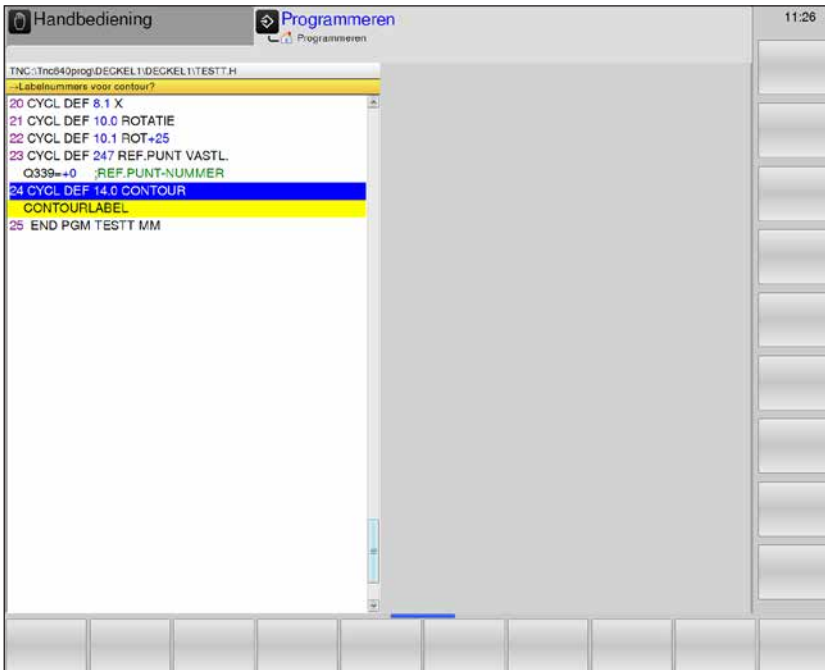 Handbediening
Programmeren
Programmeren
11:26
TNC:\Tnc640prog\DECKEL1\DECKEL1\TESTT.H
→Labelnummers voor contour?
20 CYCL DEF 8.1 X
21 CYCL DEF 10.0 ROTATIE
22 CYCL DEF 10.1 ROT+25
23 CYCL DEF 247 REF.PUNT VASTL.
Q339=+0 ;REF.PUNT-NUMMER
24 CYCL DEF 14.0 CONTOUR
CONTOURLABEL
25 END PGM TESTT MM